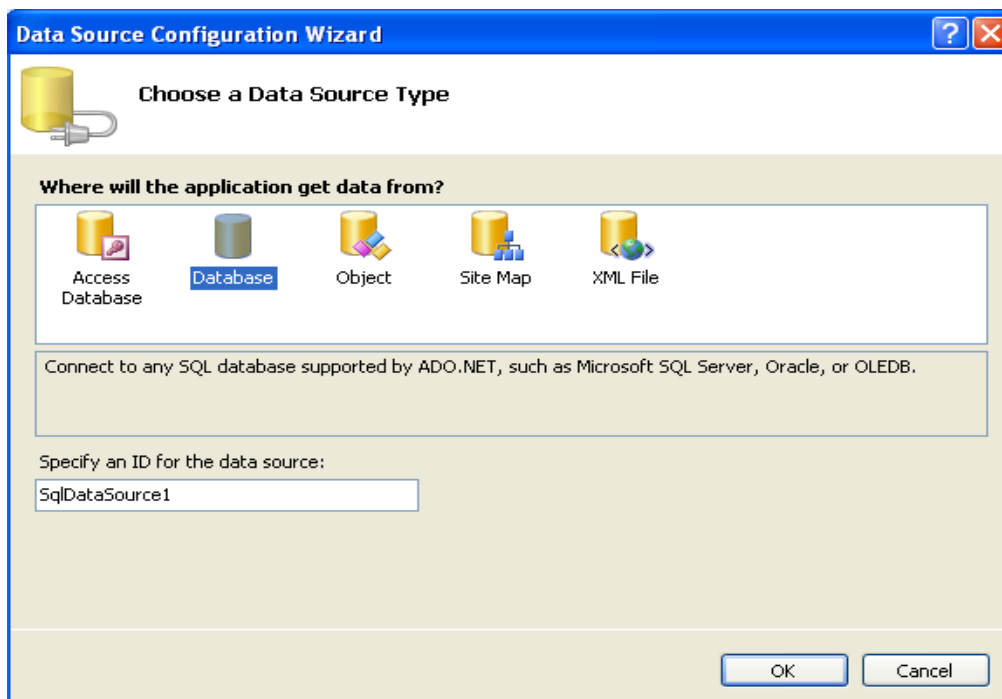 Data Source Configuration Wizard
Choose a Data Source Type
Where will the application get data from?
Access Database
Database
Object
Site Map
XML File
Connect to any SQL database supported by ADO.NET, such as Microsoft SQL Server, Oracle, or OLEDB.
Specify an ID for the data source:
SqlDataSource1
OK
Cancel